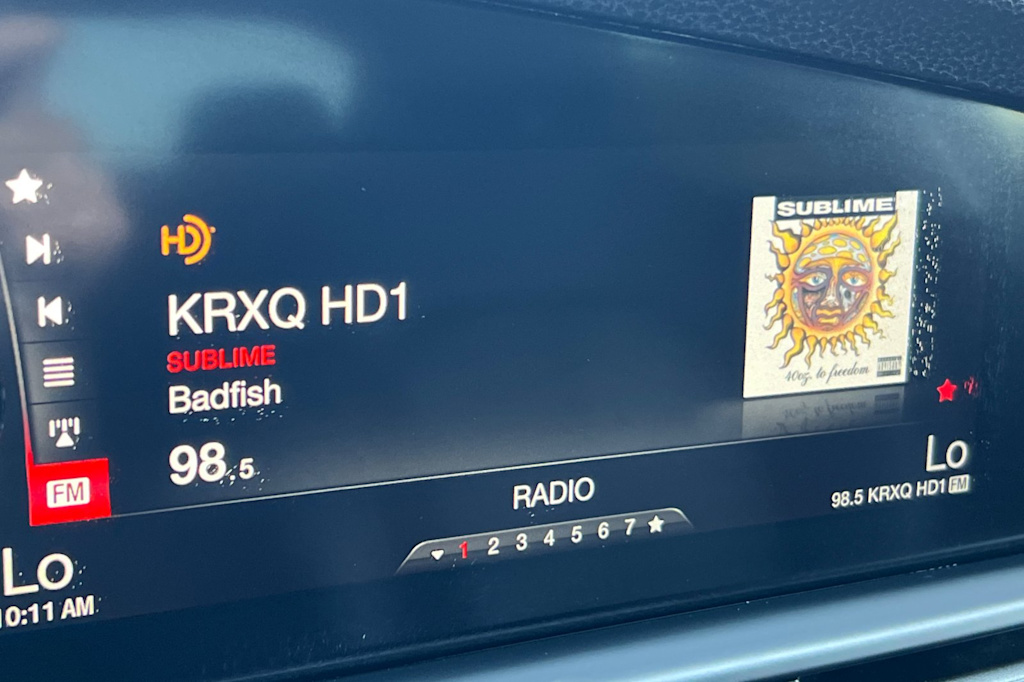 HD
KRXQ HD1
SUBLIME
Badfish
98.5
FM
SUBLIME
40oz. to freedom
RADIO
1 2 3 4 5 6 7
Lo
98.5 KRXQ HD1 FM
Lo
10:11 AM